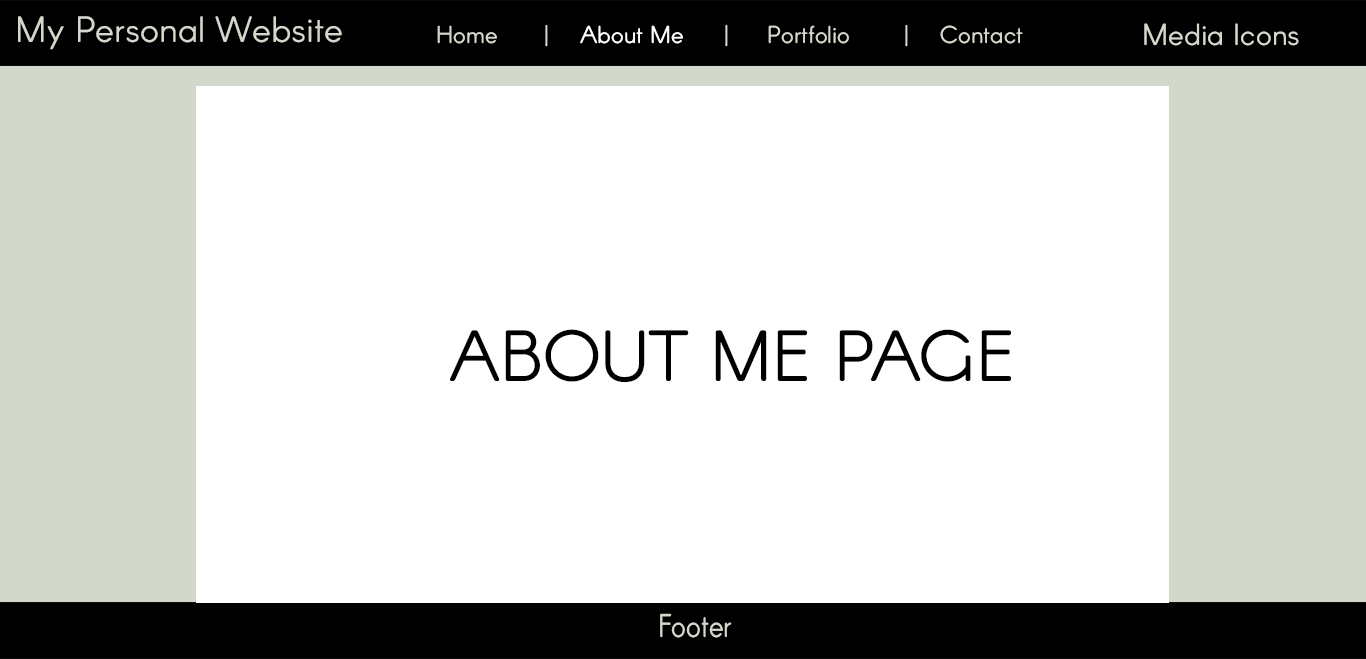 My Personal Website Home | About Me | Portfolio | Contact Media Icons
ABOUT ME PAGE
Footer